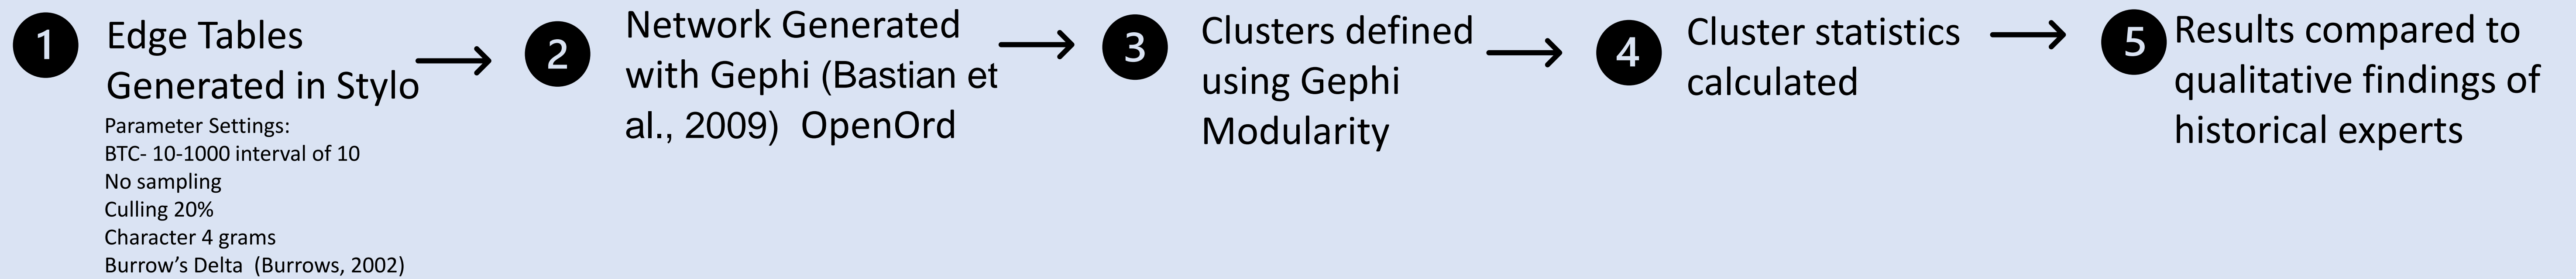 1
Edge Tables
Generated in Stylo
Parameter Settings:
BTC- 10-1000 interval of 10
No sampling
Culling 20%
Character 4 grams
Burrow’s Delta  (Burrows, 2002)
2
Network Generated
with Gephi (Bastian et
al., 2009)  OpenOrd
3
Clusters defined
using Gephi
Modularity
4
Cluster statistics
calculated
5
Results compared to
qualitative findings of
historical experts